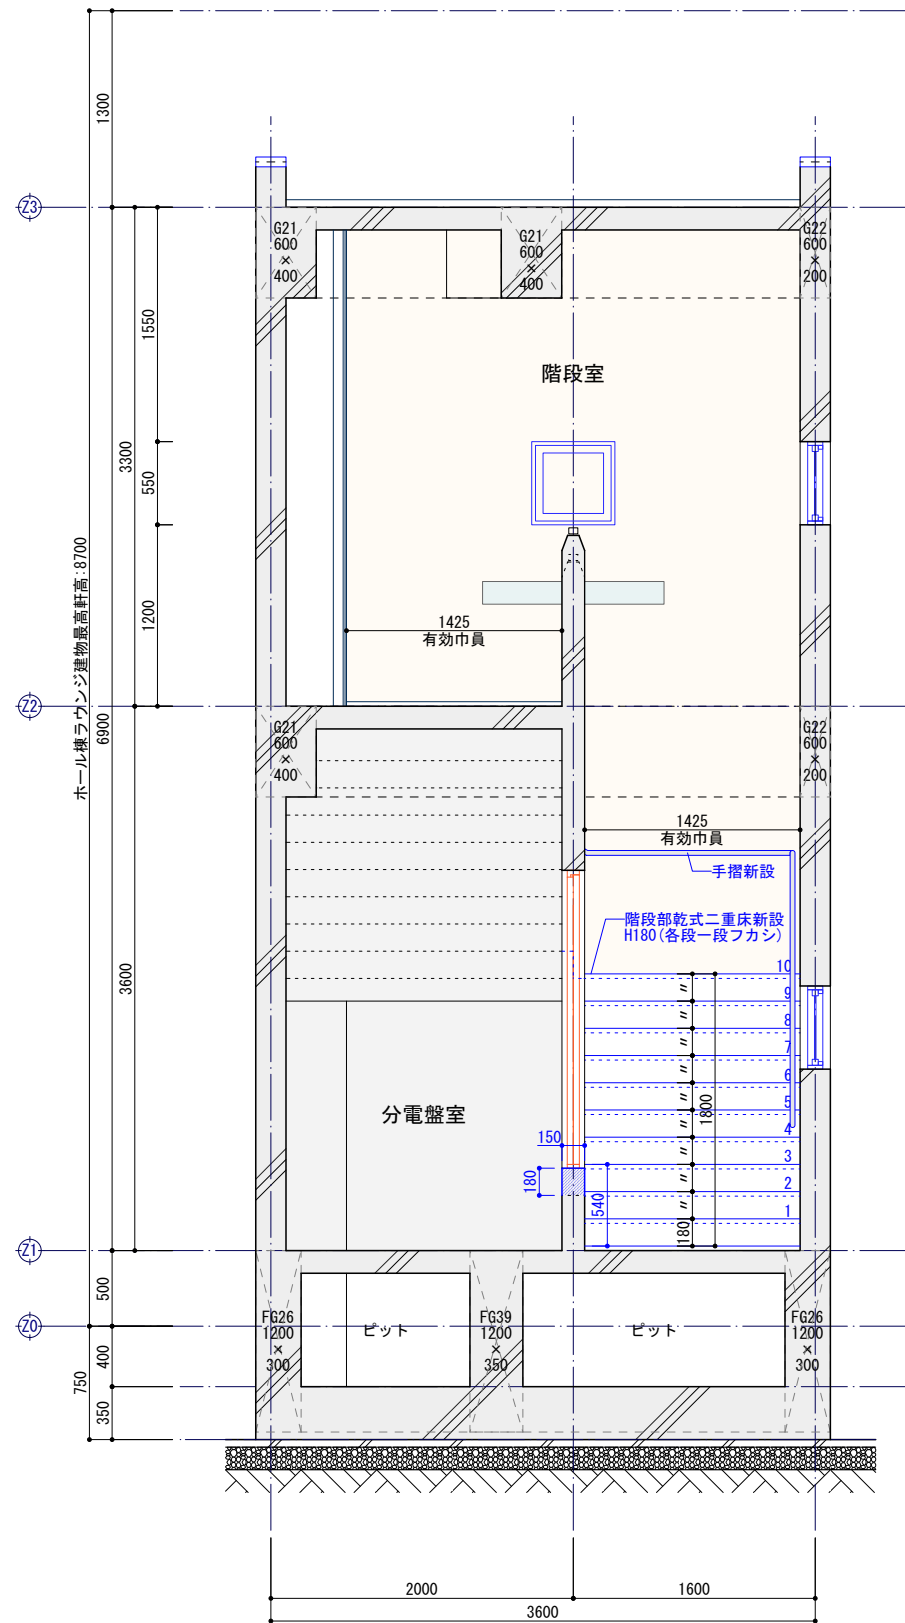 1300
Z3
G21
600
×
400
G21
600
×
400
G22
600
×
200
1550
階段室
3300
550
ホール棟ラウンジ建物最高軒高:8700
1200
1425
有効巾員
Z2
6900
G21
600
×
400
G22
600
×
200
1425
有効巾員
手摺新設
階段部乾式二重床新設
H180(各段一段フカシ)
3600
10
〃
9
〃
8
〃
7
〃
6
〃
5
〃
4
〃
3
〃
2
〃
1
1800
分電盤室
150
180
540
180
Z1
500
FG26
1200
×
300
ピット
FG39
1200
×
350
ピット
FG26
1200
×
300
Z0
400
750
350
2000
1600
3600